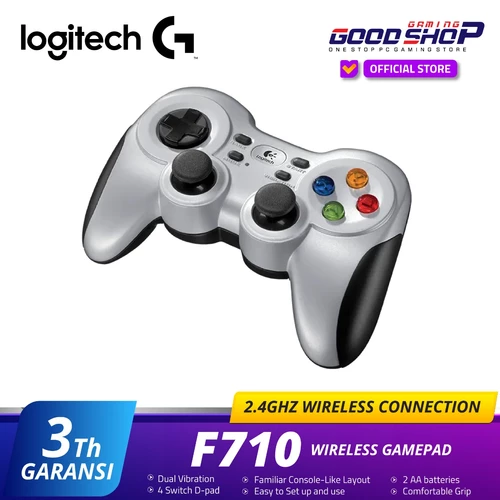 logitech G
GAMING
GOODSHOP
ONE STOP PC GAMING STORE
OFFICIAL STORE
Logitech
2.4GHZ WIRELESS CONNECTION
3Th
GARANSI
F710 WIRELESS GAMEPAD
• Dual Vibration
• 4 Switch D-pad
• Familiar Console-Like Layout
• Easy to Set up and use
• 2 AA batteries
• Comfortable Grip